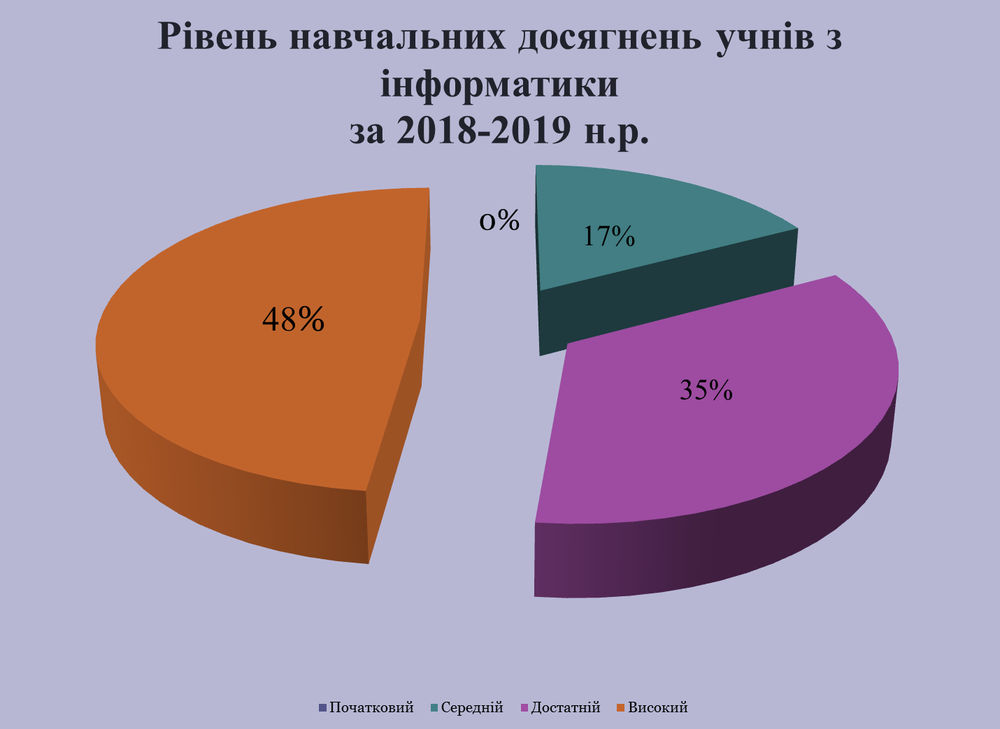 Рівень навчальних досягнень учнів з
інформатики
за 2018-2019 н.р.
0%
17%
48%
35%
Початковий Середній Достатній Високий